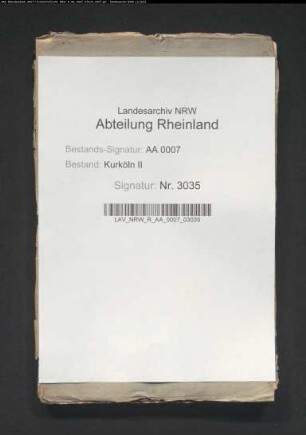 Landesarchiv NRW
Abteilung Rheinland
Bestands-Signatur: AA 0007
Bestand: Kurköln II
Signatur: Nr. 3035
LAV_NRW_R_AA_0007_03035